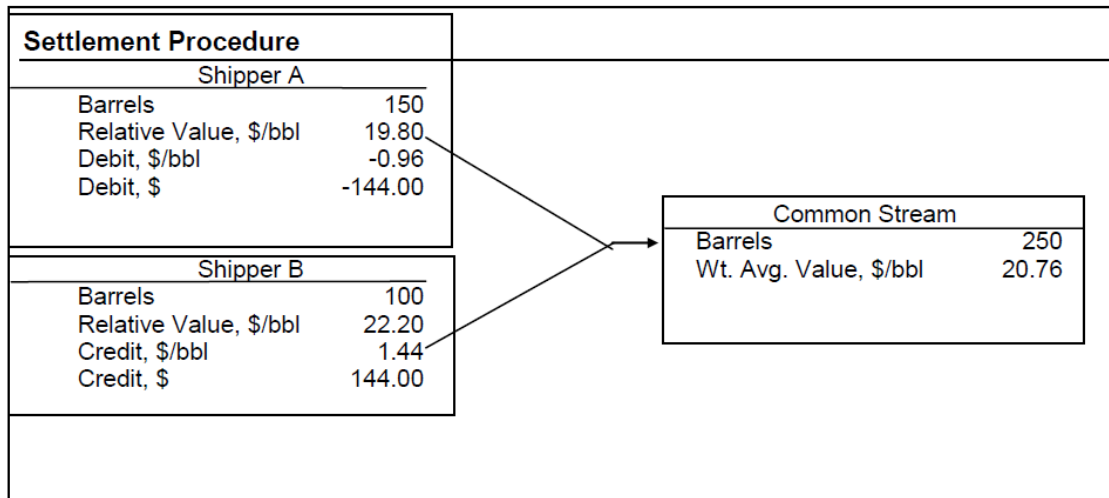 Settlement Procedure
Shipper A
Barrels 150
Relative Value, $/bbl 19.80
Debit, $/bbl -0.96
Debit, $ -144.00
Shipper B
Barrels 100
Relative Value, $/bbl 22.20
Credit, $/bbl 1.44
Credit, $ 144.00
Common Stream
Barrels 250
Wt. Avg. Value, $/bbl 20.76